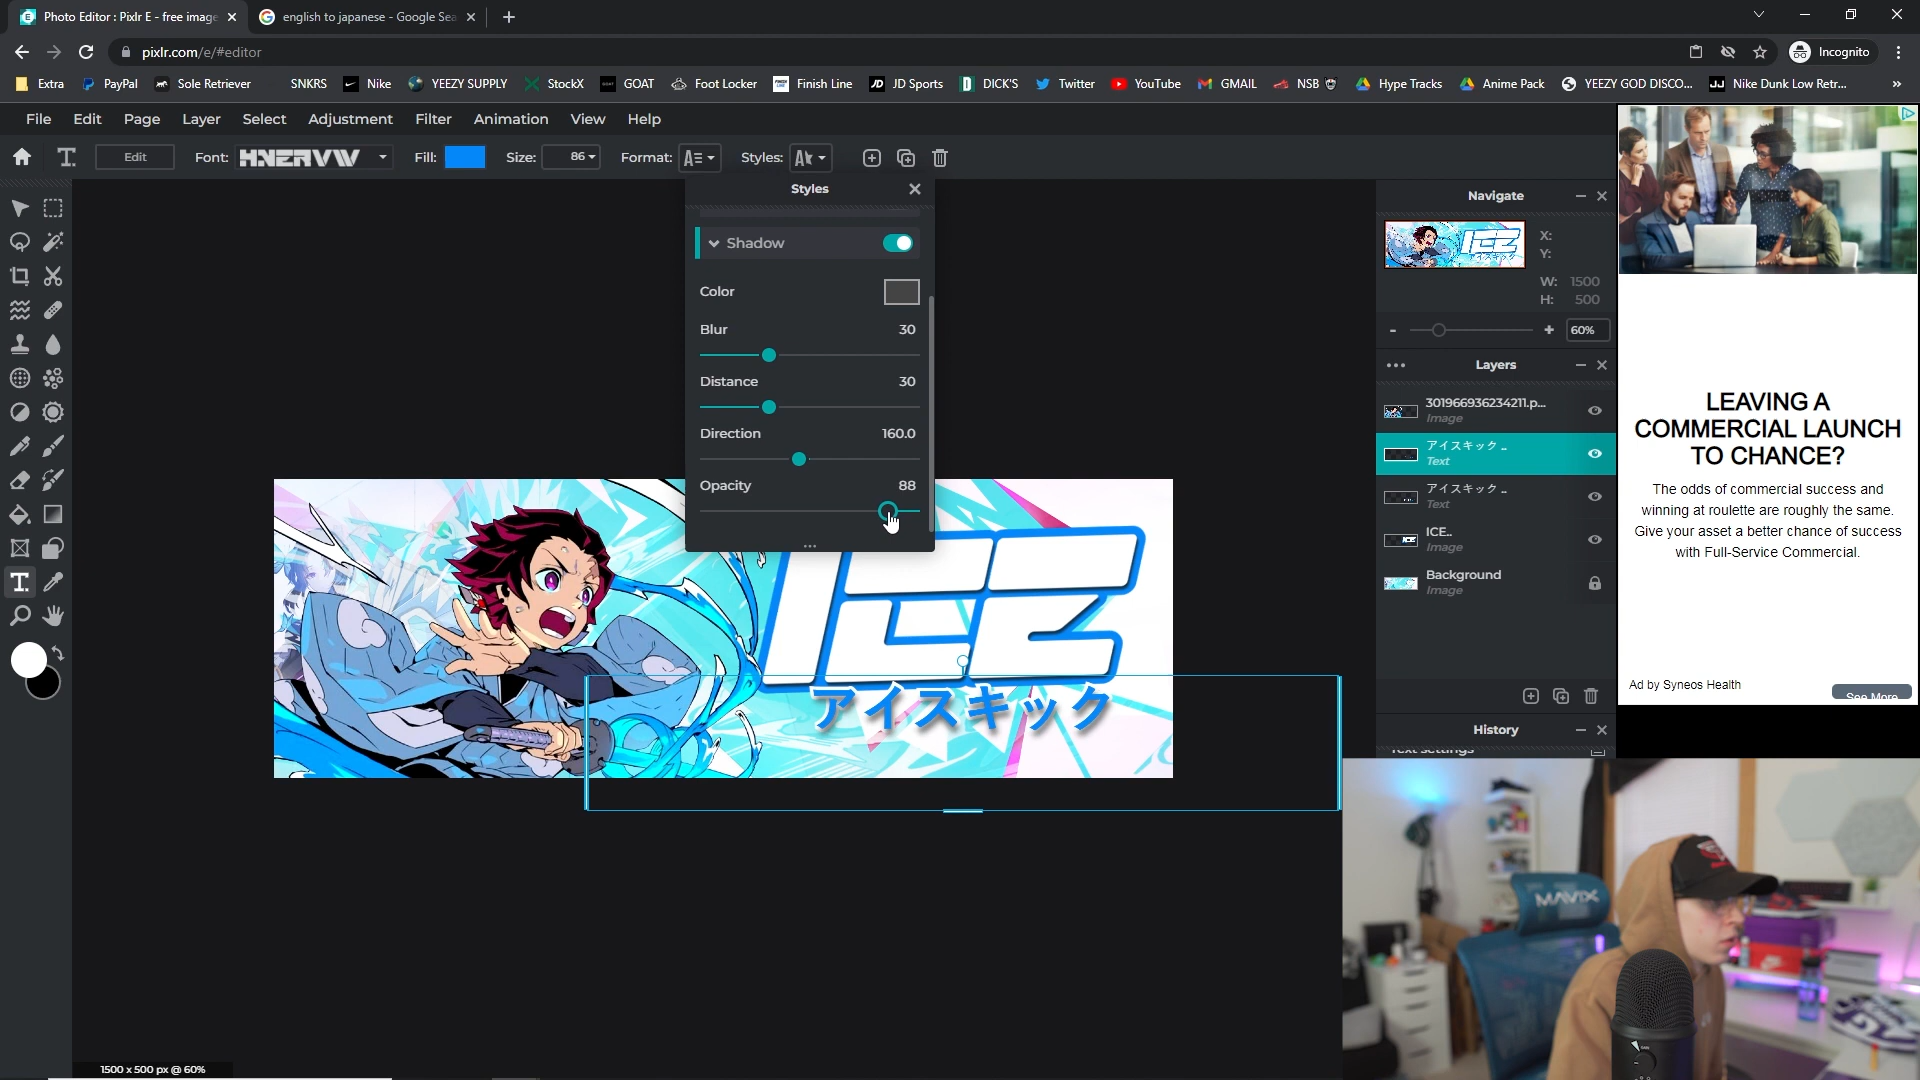 Photo Editor : Pixlr E - free image
english to japanese - Google Sea
pixlr.com/e/#editor
Incognito
Extra
PayPal
Sole Retriever
SNKRS
Nike
YEEZY SUPPLY
StockX
GOAT
Foot Locker
Finish Line
JD Sports
DICK'S
Twitter
YouTube
GMAIL
NSB
Hype Tracks
Anime Pack
YEEZY GOD DISCO...
Nike Dunk Low Retr...
File
Edit
Page
Layer
Select
Adjustment
Filter
Animation
View
Help
Edit
Font:
Fill:
Size:
86
Format:
Styles:
Styles
Shadow
Color
Blur
30
Distance
30
Direction
160.0
Opacity
88
ICE
アイスキック
Navigate
X:
Y:
W: 1500
H: 500
60%
Layers
301966936234211.p...
Image
アイスキック ..
Text
アイスキック ..
Text
ICE..
Image
Background
Image
History
Text settings
LEAVING A
COMMERCIAL LAUNCH
TO CHANCE?
The odds of commercial success and
winning at roulette are roughly the same.
Give your asset a better chance of success
with Full-Service Commercial.
Ad by Syneos Health
See More
MAVIX
1500 x 500 px @ 60%